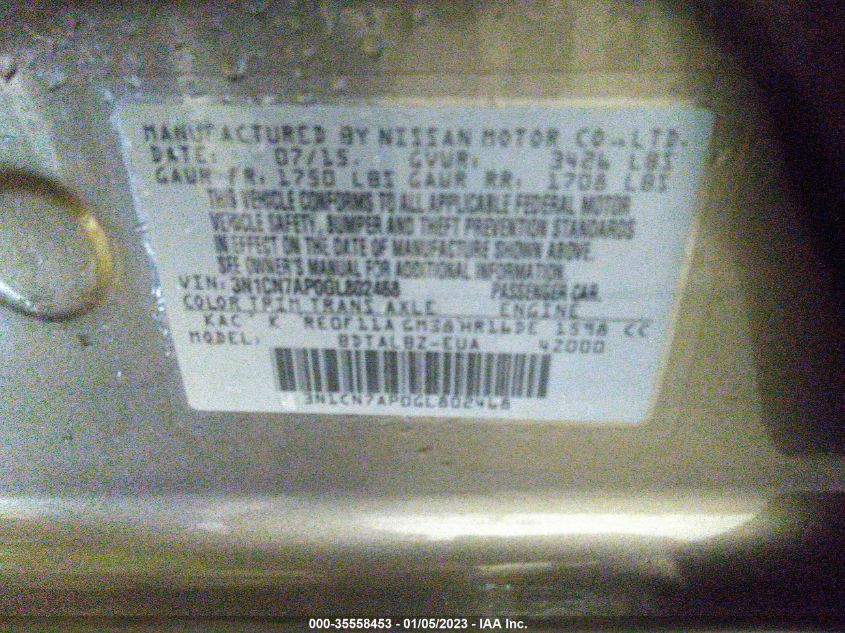 MANUFACTURED BY NISSAN MOTOR CO.,LTD.
DATE: 07/15. GVWR: 3426 LBS
GAWR FR: 1750 LBS GAWR RR: 1708 LBS
THIS VEHICLE CONFORMS TO ALL APPLICABLE FEDERAL MOTOR
VEHICLE SAFETY, BUMPER AND THEFT PREVENTION STANDARDS
IN EFFECT ON THE DATE OF MANUFACTURE SHOWN ABOVE.
SEE OWNER'S MANUAL FOR ADDITIONAL INFORMATION.
VIN: 3N1CN7AP0GL802468 PASSENGER CAR.
COLOR TRIM TRANS AXLE ENGINE
KAC K RE0F11A GM38 HR16DE 1598 CC
MODEL: BDTALBZ-EUA 42000
3N1CN7AP0GL802468
000-35558453 - 01/05/2023 - IAA Inc.